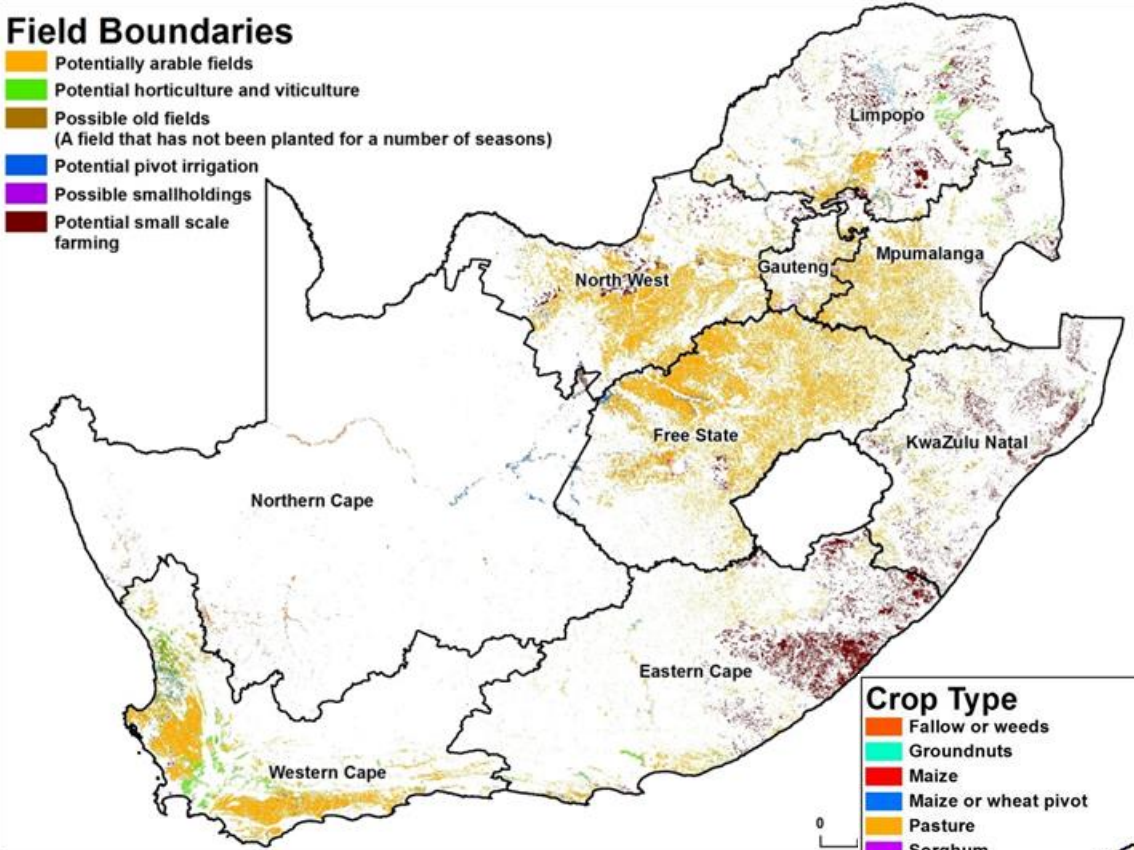 Field Boundaries
Potentially arable fields
Potential horticulture and viticulture
Possible old fields
(A field that has not been planted for a number of seasons)
Potential pivot irrigation
Possible smallholdings
Potential small scale
farming
Limpopo
Mpumalanga
Gauteng
North West
Free State
KwaZulu Natal
Northern Cape
Eastern Cape
Western Cape
0
Crop Type
Fallow or weeds
Groundnuts
Maize
Maize or wheat pivot
Pasture
Sorghum